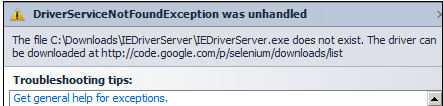 DriverServiceNotFoundException was unhandled
The file C:\Downloads\IEDriverServer\IEDriverServer.exe does not exist. The driver can
be downloaded at http://code.google.com/p/selenium/downloads/list
Troubleshooting tips:
Get general help for exceptions.